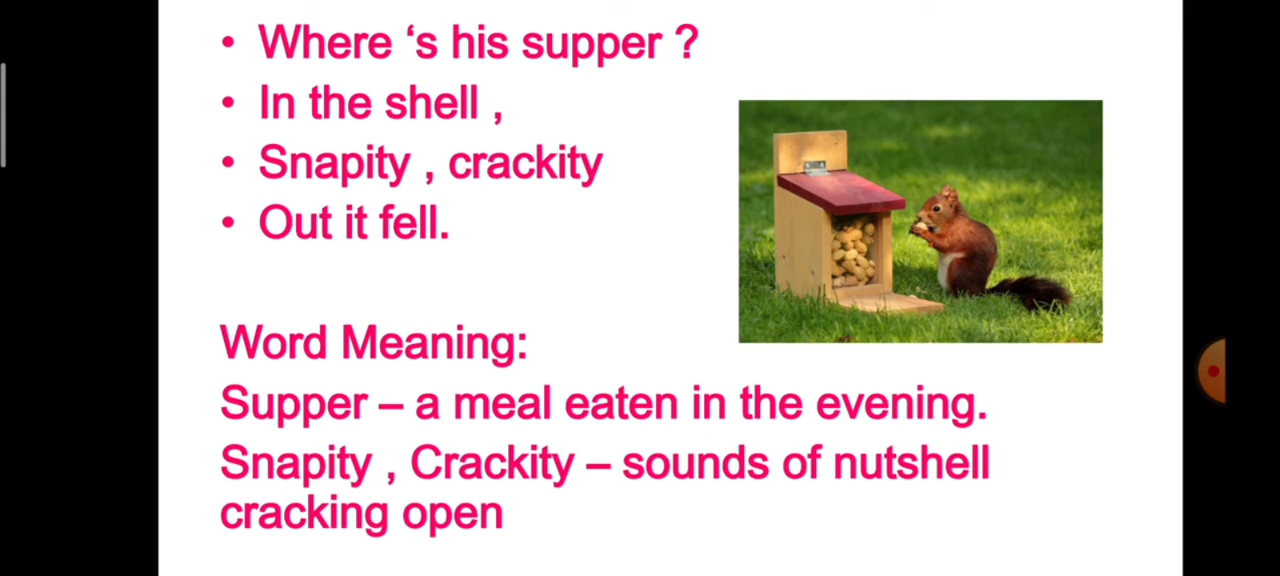 • Where ‘s his supper ?
• In the shell ,
• Snapity , crackity
• Out it fell.
Word Meaning:
Supper – a meal eaten in the evening.
Snapity , Crackity – sounds of nutshell
cracking open